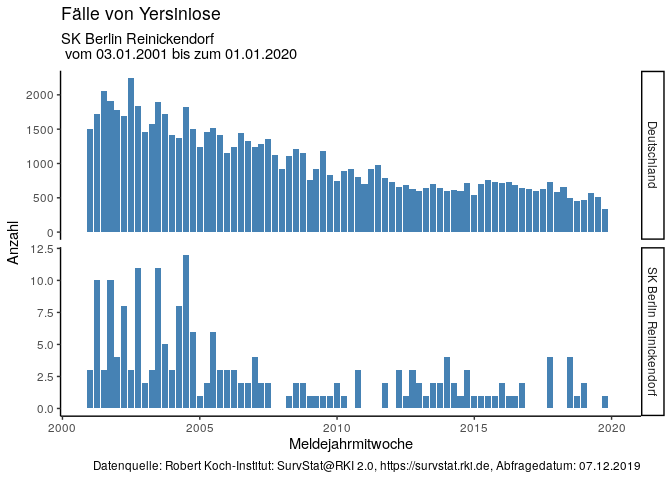 Fälle von Yersiniose
SK Berlin Reinickendorf
vom 03.01.2001 bis zum 01.01.2020
Anzahl
2000
1500
1000
500
0
Deutschland
12.5
10.0
7.5
5.0
2.5
0.0
SK Berlin Reinickendorf
2000 2005 2010 2015 2020
Meldejahrmitwoche
Datenquelle: Robert Koch-Institut: SurvStat@RKI 2.0, https://survstat.rki.de, Abfragedatum: 07.12.2019